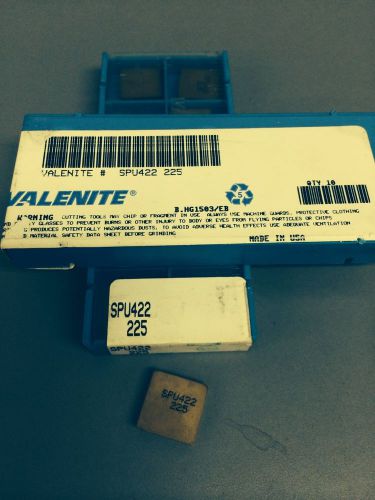 VALENITE # SPU422 225
VALENITE®
5
B.HG1503/EB
QTY 10
WARNING CUTTING TOOLS MAY CHIP OR FRAGMENT IN USE. ALWAYS USE MACHINE GUARDS, PROTECTIVE CLOTHING
GLASSES TO PREVENT BURNS OR OTHER INJURY TO BODY OR EYES FROM FLYING PARTICLES OR CHIPS
G PRODUCES POTENTIALLY HAZARDOUS DUSTS. TO AVOID ADVERSE HEALTH EFFECTS USE ADEQUATE VENTILATION
D MATERIAL SAFETY DATA SHEET BEFORE GRINDING
MADE IN USA
SPU422
225
SPU422
225